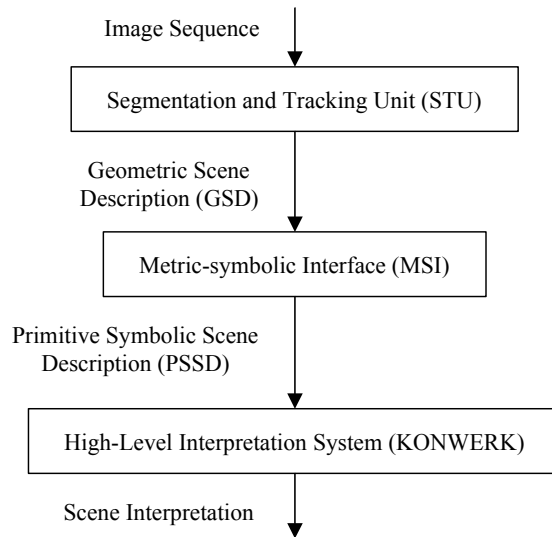 Image Sequence
Segmentation and Tracking Unit (STU)
Geometric Scene
Description (GSD)
Metric-symbolic Interface (MSI)
Primitive Symbolic Scene
Description (PSSD)
High-Level Interpretation System (KONWERK)
Scene Interpretation